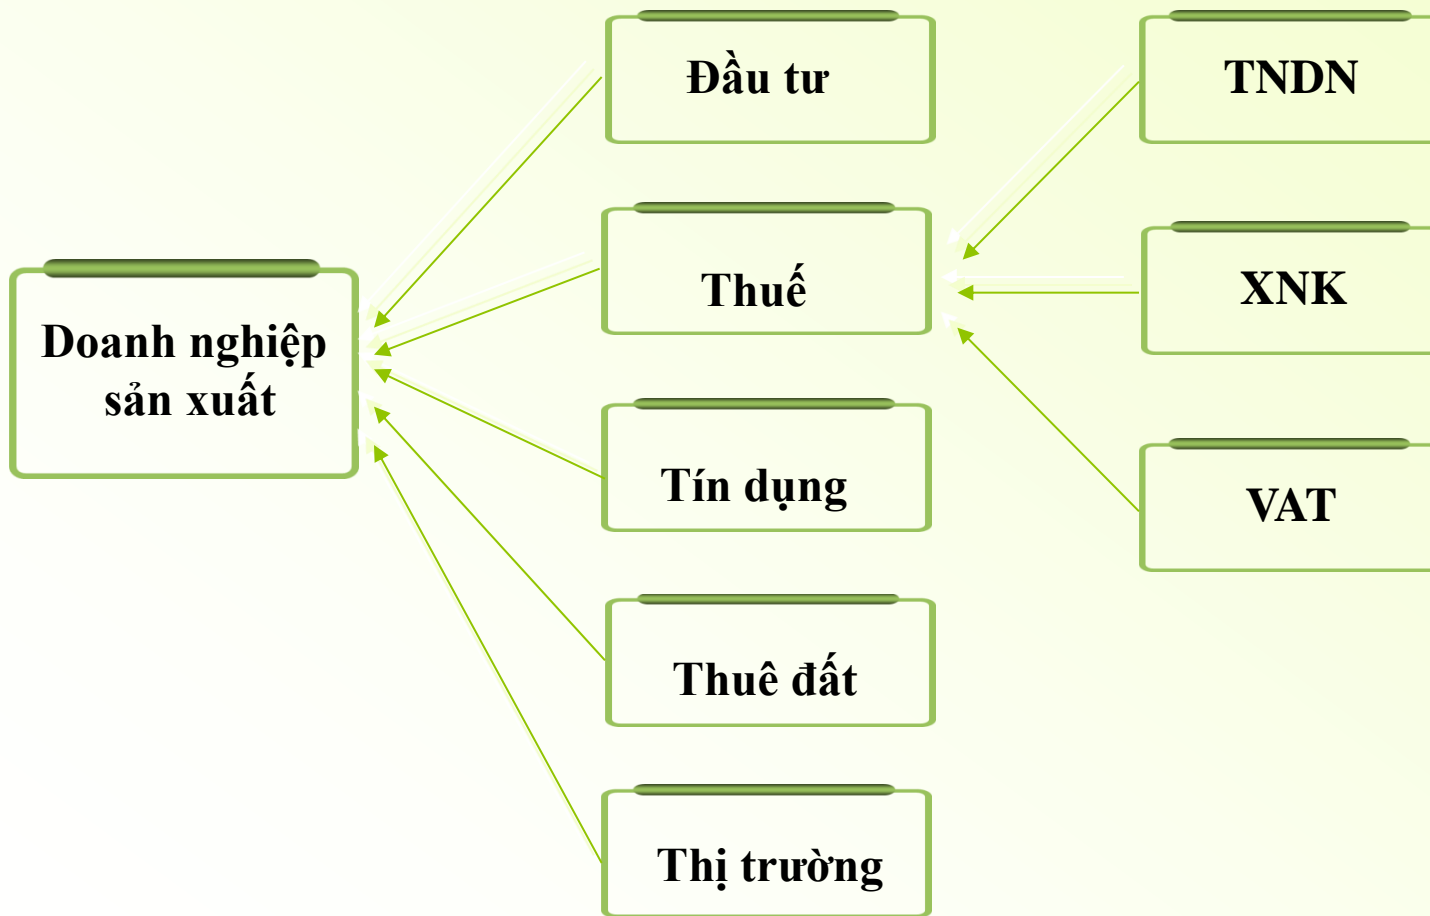 Doanh nghiệp
sản xuất
Đầu tư
Thuế
Tín dụng
Thuê đất
Thị trường
TNDN
XNK
VAT